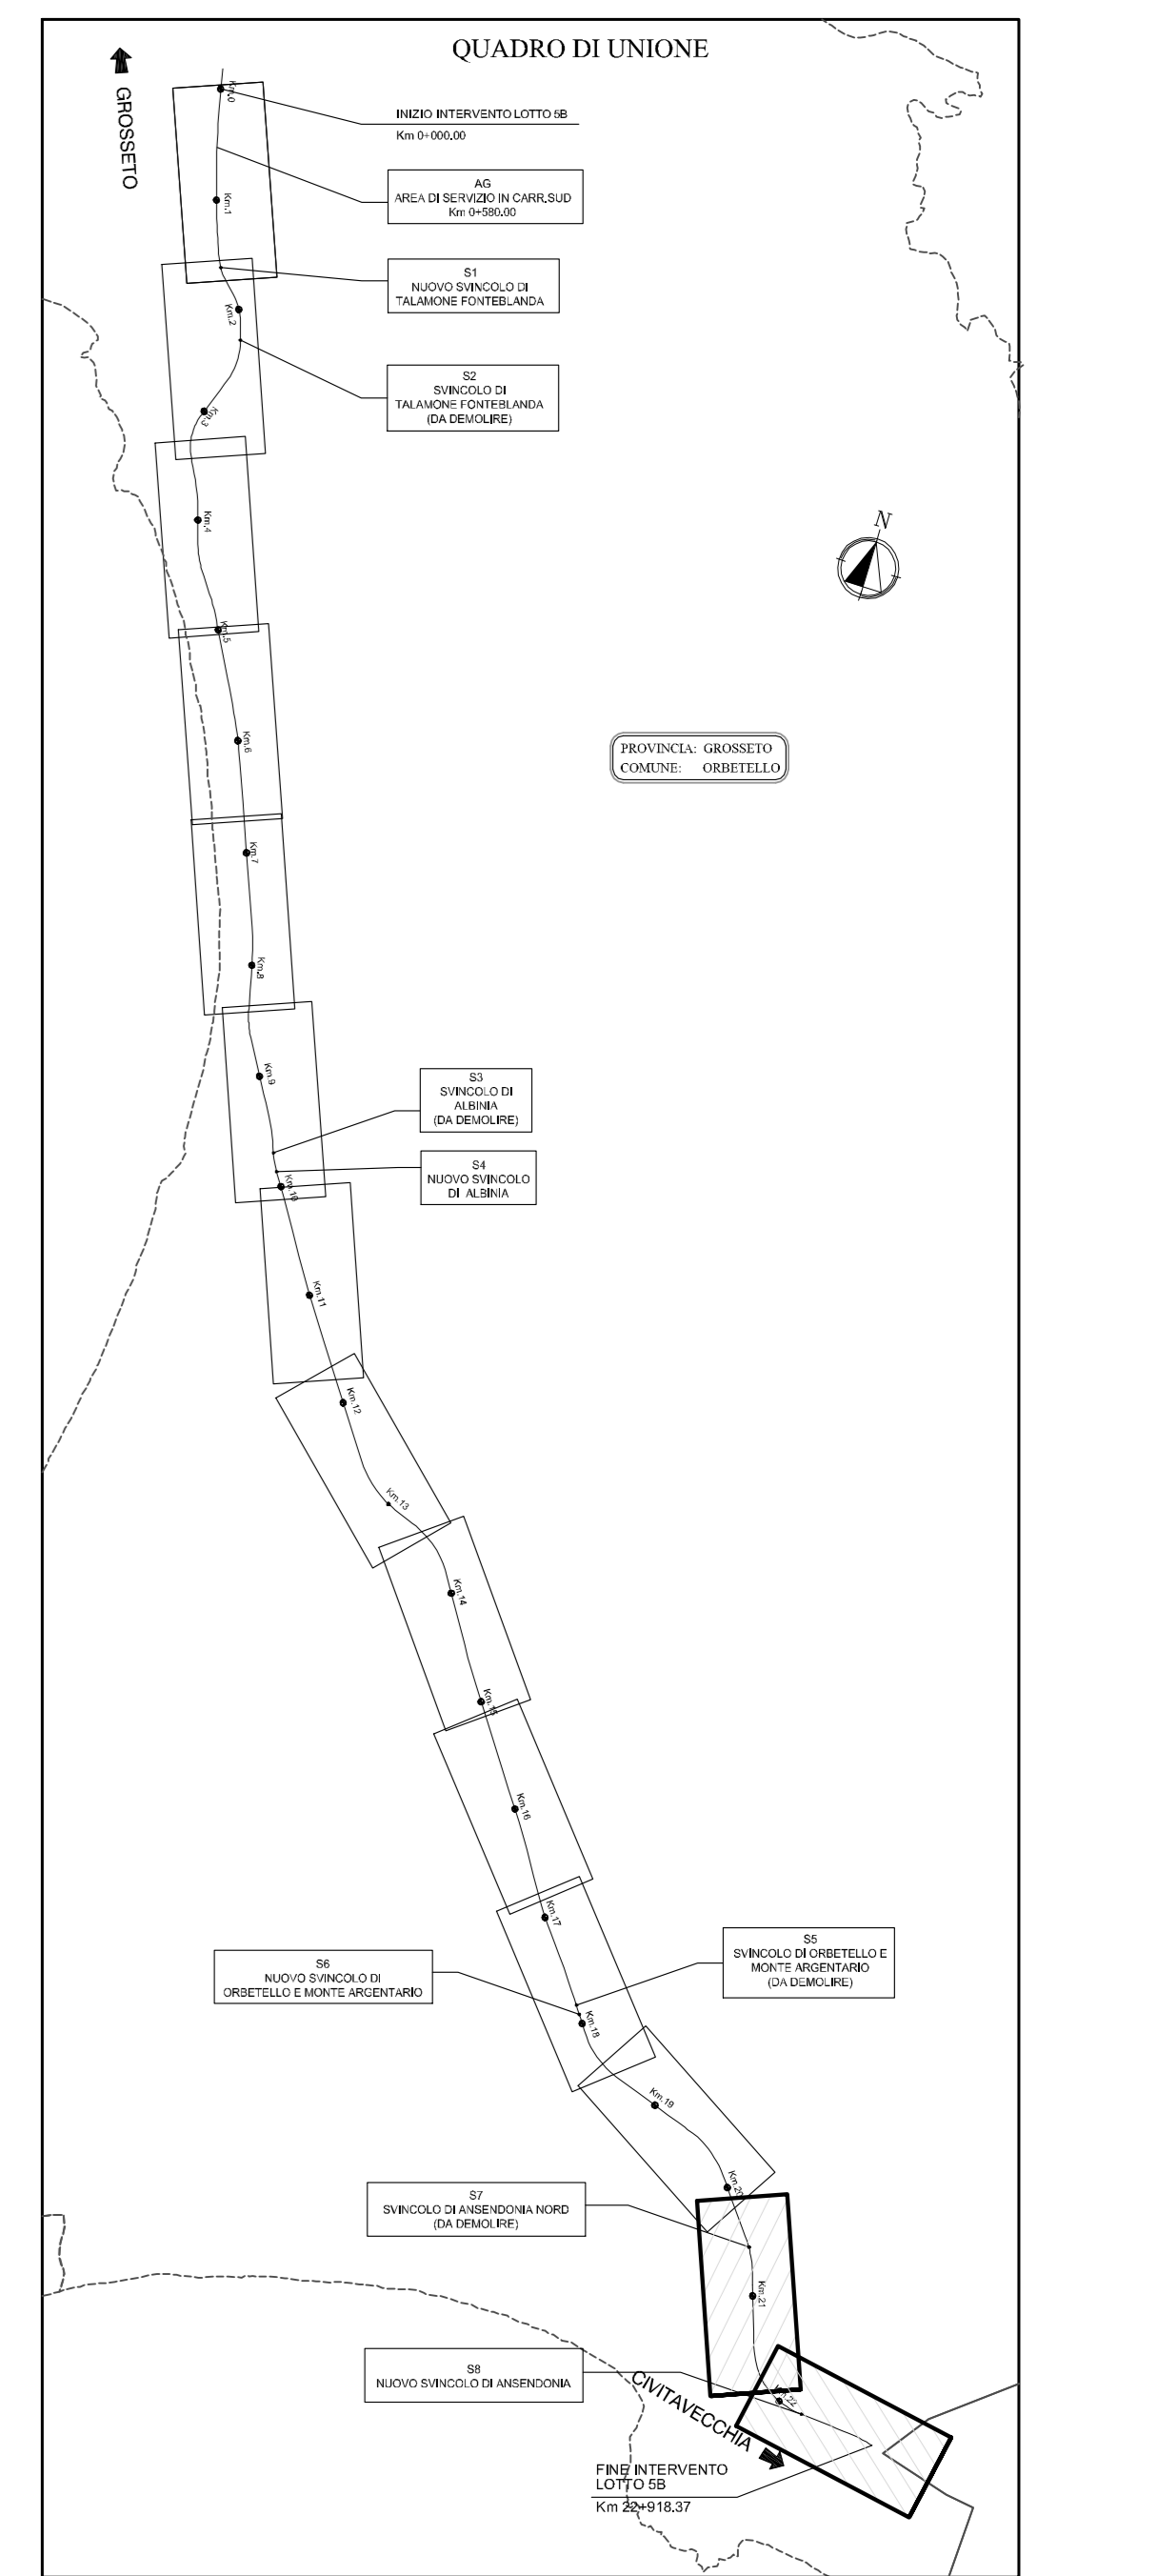 QUADRO DI UNIONE
GROSSETO
Km.0
INIZIO INTERVENTO LOTTO 5B
Km 0+000.00
AG
AREA DI SERVIZIO IN CARR.SUD
Km 0+580.00
Km.1
S1
NUOVO SVINCOLO DI
TALAMONE FONTEBLANDA
Km.2
S2
SVINCOLO DI
TALAMONE FONTEBLANDA
(DA DEMOLIRE)
Km.3
Km.4
N
Km.5
Km.6
PROVINCIA: GROSSETO
COMUNE: ORBETELLO
Km.7
Km.8
Km.9
S3
SVINCOLO DI
ALBINIA
(DA DEMOLIRE)
S4
NUOVO SVINCOLO
DI ALBINIA
Km.10
Km.11
Km.12
Km.13
Km.14
Km.15
Km.16
Km.17
S5
SVINCOLO DI ORBETELLO E
MONTE ARGENTARIO
(DA DEMOLIRE)
S6
NUOVO SVINCOLO DI
ORBETELLO E MONTE ARGENTARIO
Km.18
Km.19
Km.20
S7
SVINCOLO DI ANSENDONIA NORD
(DA DEMOLIRE)
Km.21
S8
NUOVO SVINCOLO DI ANSENDONIA
Km.22
CIVITAVECCHIA
FINE INTERVENTO
LOTTO 5B
Km 22+918.37